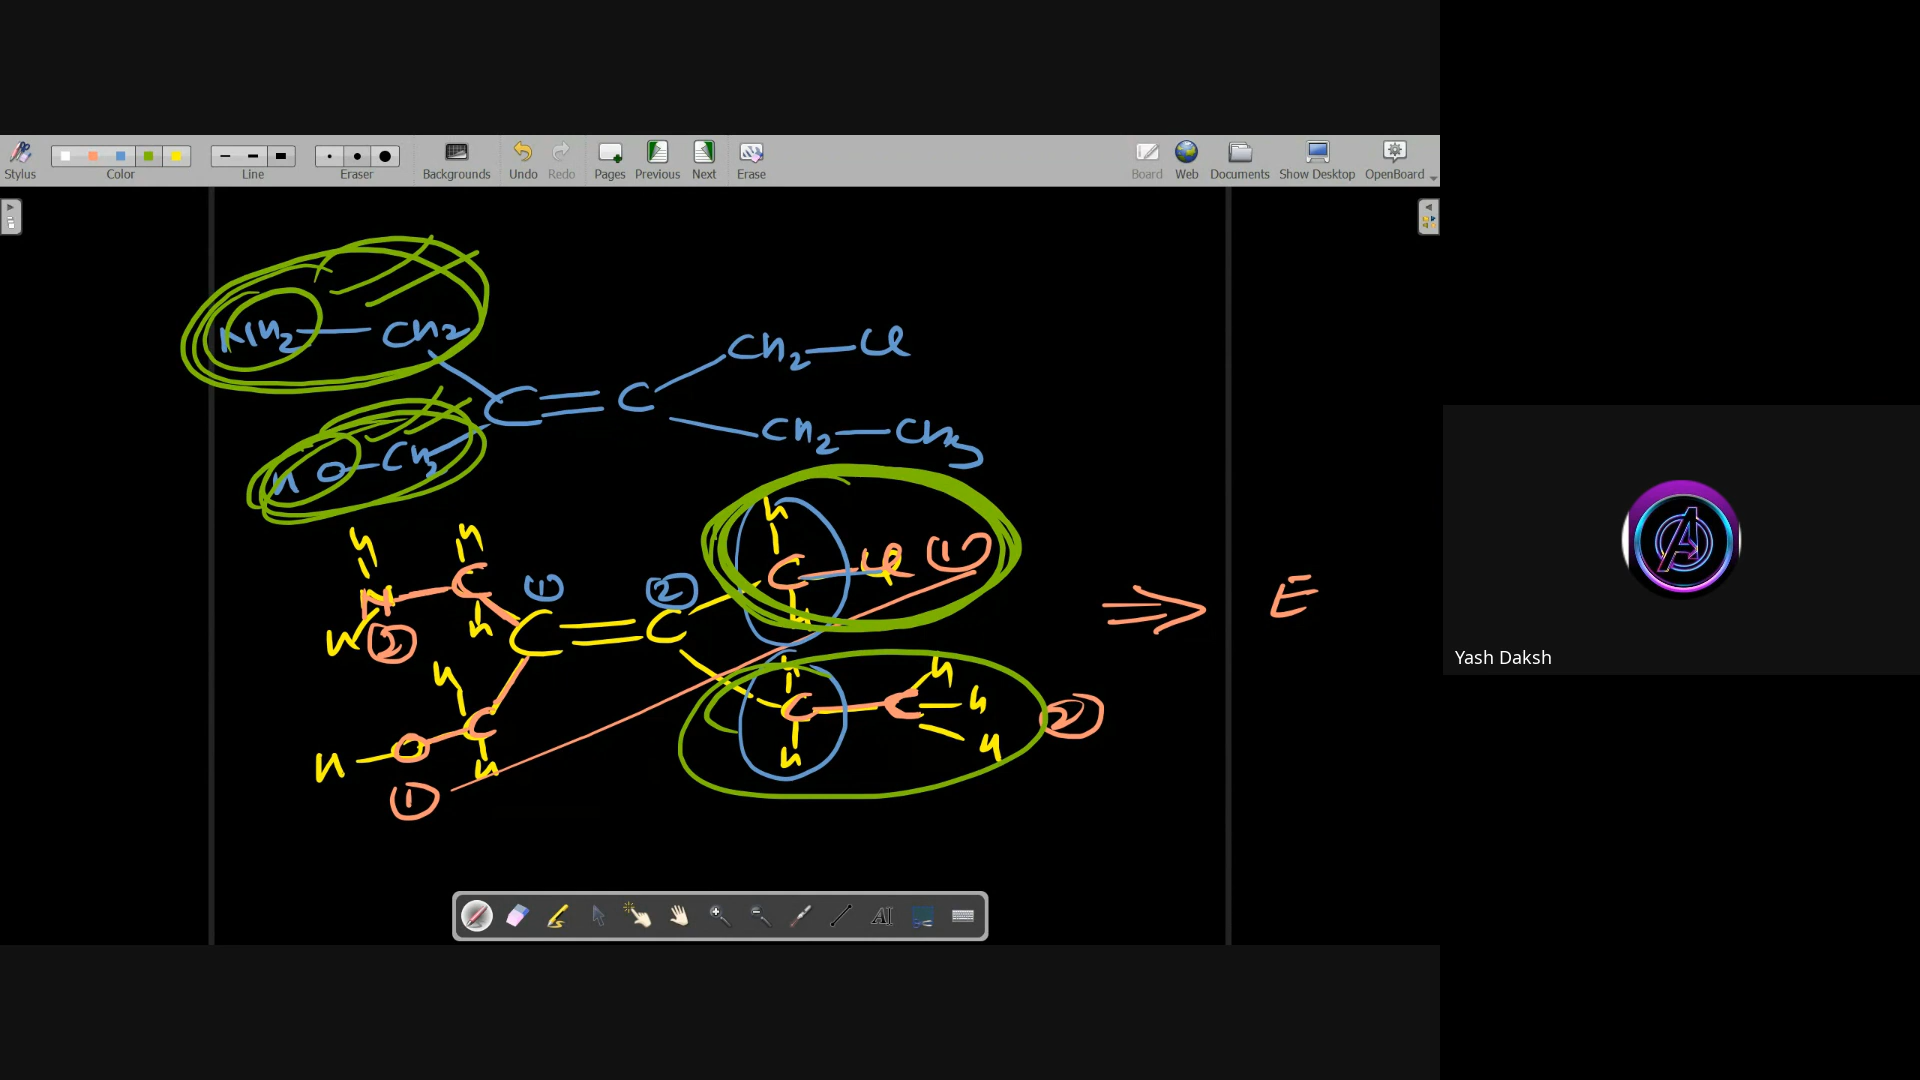 Stylus Color Line Eraser Backgrounds Undo Redo Pages Previous Next Erase Board Web Documents Show Desktop OpenBoard
NH2—CH2
CH2—Cl
C=C
HO—CH2
CH2—CH3
H H H
C—Cl ①
N—C ① ②
H ② H C=C H
H H H
C C—C H ②
H—O H H H
①
⇒ E
AI
Yash Daksh